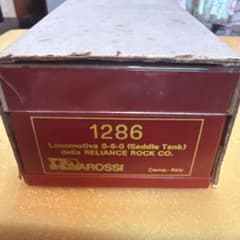 1286
Locomotiva 0-6-0 (Saddle Tank)
della RELIANCE ROCK CO.
RIVAROSSI
Como - Italy